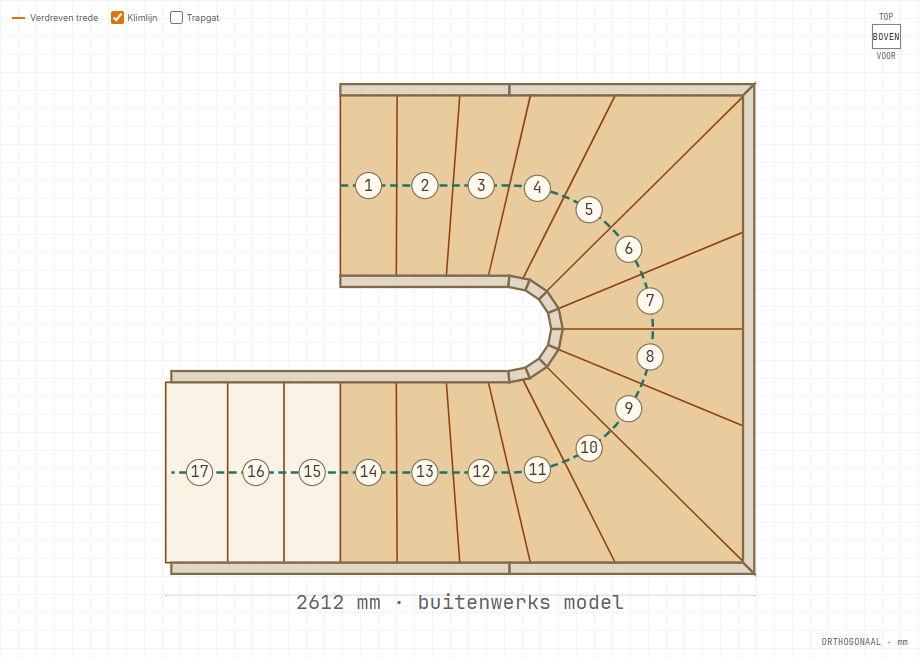 Verdreven trede Klimlijn Trapgat
TOP
BOVEN
VOOR
1 2 3 4
5
6
7
8
9
10
17 16 15 14 13 12 11
2612 mm · buitenwerks model
ORTHOGONAAL · mm